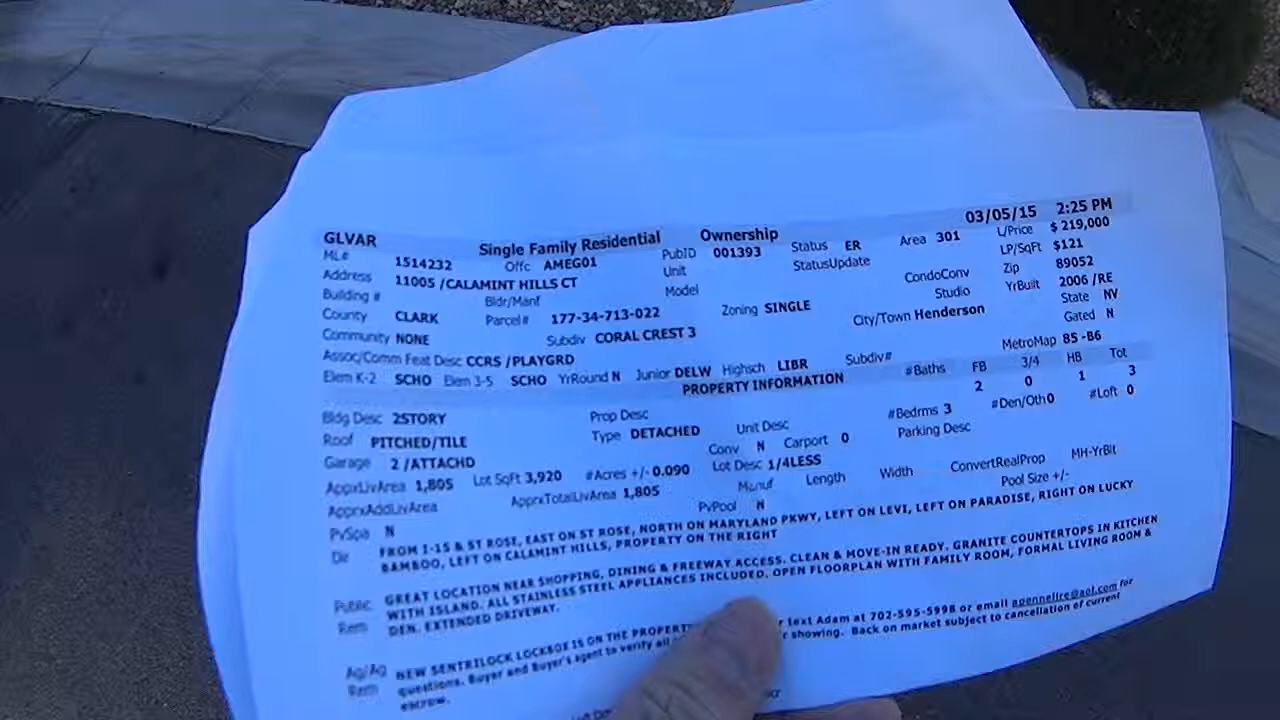 GLVAR Single Family Residential Ownership 03/05/15 2:25 PM
ML# 1514232 Offc AMEG01 PubID 001393 Status ER Area 301 L/Price $ 219,000
Address 11005 /CALAMINT HILLS CT Unit StatusUpdate LP/SqFt $121
Building # Bldr/Manf Model CondoConv Zip 89052
County CLARK Parcel# 177-34-713-022 Zoning SINGLE Studio YrBuilt 2006 /RE
Community NONE Subdiv CORAL CREST 3 City/Town Henderson State NV
Assoc/Comm Feat Desc CCRS /PLAYGRD Gated N
Elem K-2 SCHO Elem 3-5 SCHO YrRound N Junior DELW Highsch LIBR Subdiv# MetroMap 85 -B6
PROPERTY INFORMATION #Baths FB 3/4 HB Tot
2 0 1 3
Bldg Desc 2STORY Prop Desc #Bedrms 3 #Den/Oth0 #Loft 0
Roof PITCHED/TILE Type DETACHED Unit Desc Parking Desc
Garage 2 /ATTACHD Conv N Carport 0
ApprxLivArea 1,805 Lot SqFt 3,920 #Acres +/- 0.090 Lot Desc 1/4LESS ConvertRealProp MH-YrBlt
ApprxAddLivArea ApprxTotalLivArea 1,805 Manuf Length Width Pool Size +/-
PvSpa N PvPool N
Dir FROM I-15 & ST ROSE, EAST ON ST ROSE, NORTH ON MARYLAND PKWY, LEFT ON LEVI, LEFT ON PARADISE, RIGHT ON LUCKY
BAMBOO, LEFT ON CALAMINT HILLS, PROPERTY ON THE RIGHT
Public GREAT LOCATION NEAR SHOPPING, DINING & FREEWAY ACCESS. CLEAN & MOVE-IN READY. GRANITE COUNTERTOPS IN KITCHEN
Rem WITH ISLAND. ALL STAINLESS STEEL APPLIANCES INCLUDED. OPEN FLOORPLAN WITH FAMILY ROOM, FORMAL LIVING ROOM &
DEN. EXTENDED DRIVEWAY.
Ag/Ag NEW SENTRILOCK LOCKBOX IS ON THE PROPERT text Adam at 702-595-5998 or email for
Rem questions. Buyer and Buyer's agent to verify all showing. Back on market subject to cancellation of current
escrow.